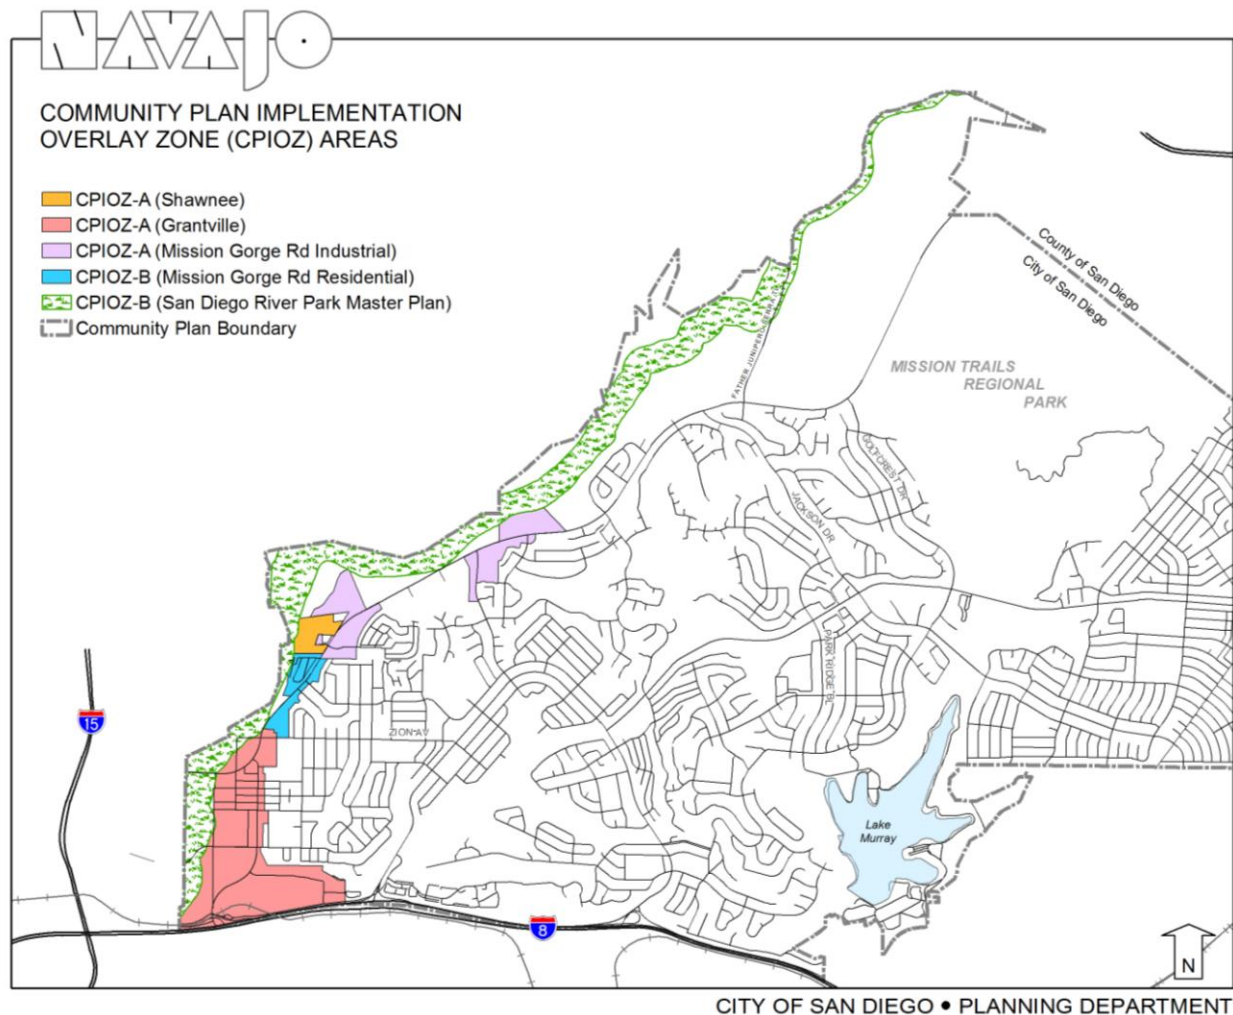 NAVAJO
COMMUNITY PLAN IMPLEMENTATION
OVERLAY ZONE (CPIOZ) AREAS
CPIOZ-A (Shawnee)
CPIOZ-A (Grantville)
CPIOZ-A (Mission Gorge Rd Industrial)
CPIOZ-B (Mission Gorge Rd Residential)
CPIOZ-B (San Diego River Park Master Plan)
Community Plan Boundary
County of San Diego
City of San Diego
MISSION TRAILS
REGIONAL
PARK
FATHER JUNIPERO SERRA TR
GOLFCREST DR
JACKSON DR
PARK RIDGE BL
ZION AV
15
Lake
Murray
8
N
CITY OF SAN DIEGO • PLANNING DEPARTMENT